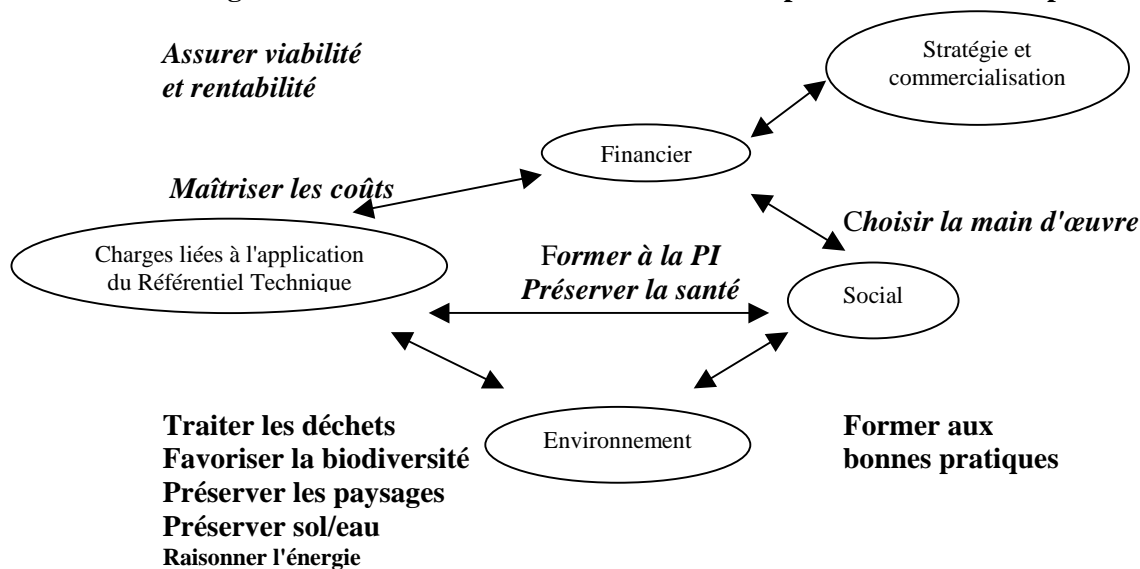 Assurer viabilité
et rentabilité
Stratégie et
commercialisation
Financier
Maîtriser les coûts
Choisir la main d'œuvre
Charges liées à l'application
du Référentiel Technique
Former à la PI
Préserver la santé
Social
Traiter les déchets
Favoriser la biodiversité
Préserver les paysages
Préserver sol/eau
Raisonner l'énergie
Environnement
Former aux
bonnes pratiques